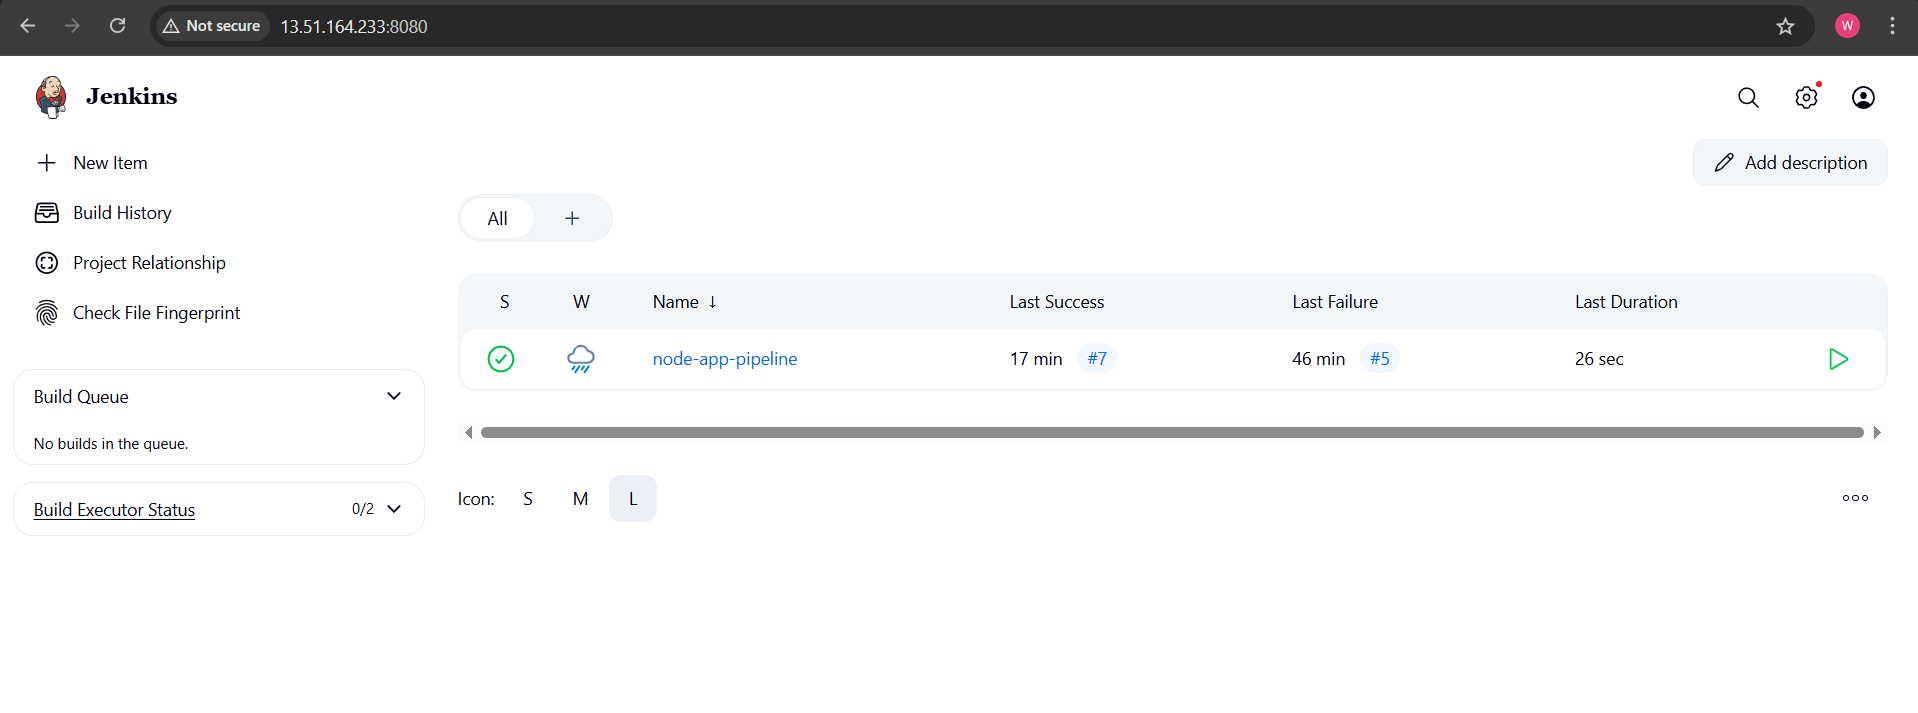 Not secure 13.51.164.233:8080
W
Jenkins
New Item
Build History
Project Relationship
Check File Fingerprint
Build Queue
No builds in the queue.
Build Executor Status 0/2
Add description
All +
S W Name ↓ Last Success Last Failure Last Duration
node-app-pipeline 17 min #7 46 min #5 26 sec
Icon: S M L